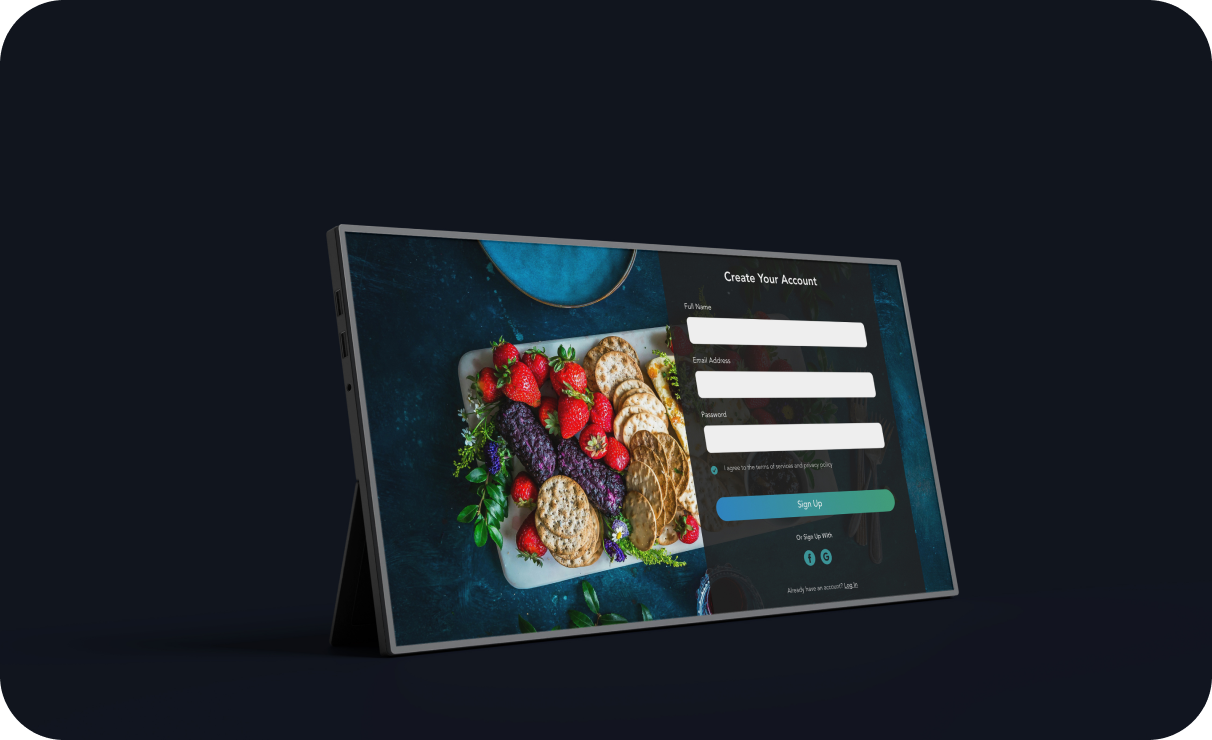 Create Your Account
Full Name
Email Address
Password
I agree to the terms of services and privacy policy
Sign Up
Or Sign Up With
f G
Already have an account? Log in